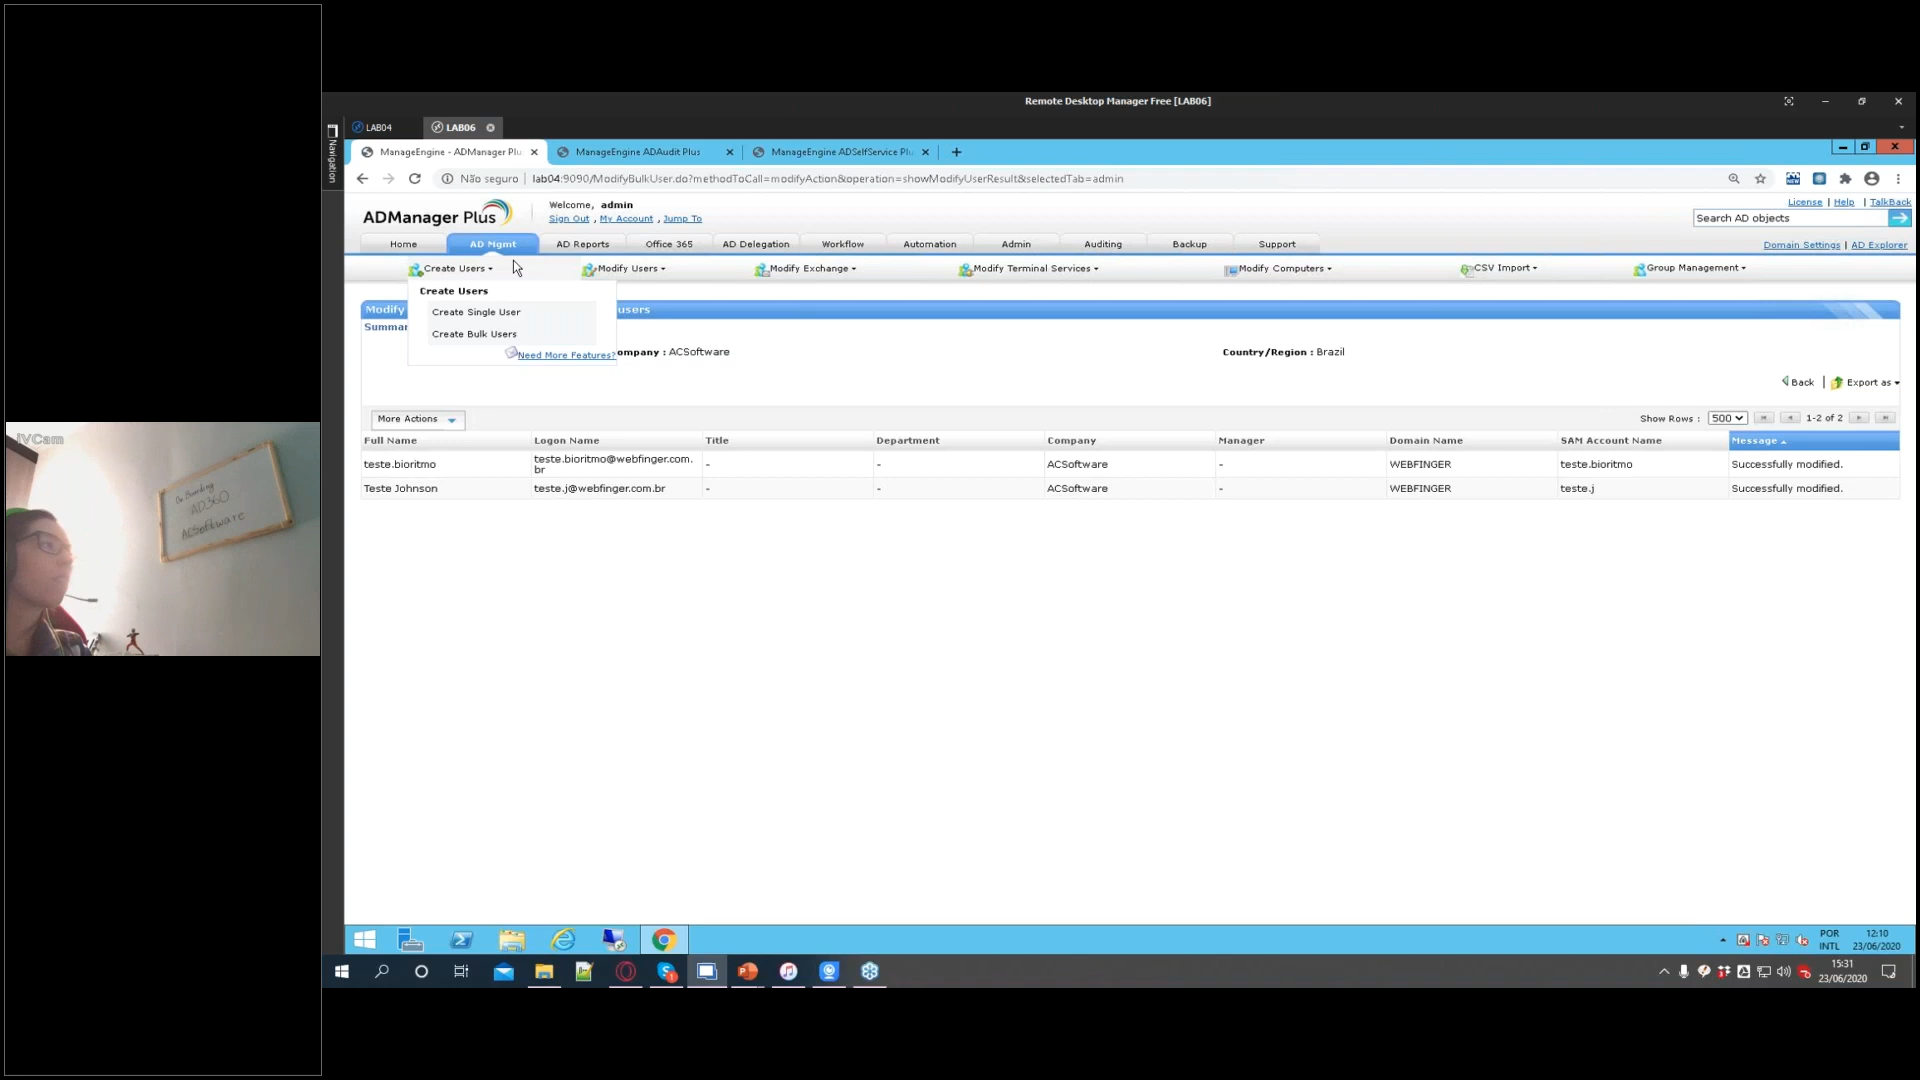 Remote Desktop Manager Free [LAB06]
Navigation
LAB04
LAB06
ManageEngine - ADManager Plu
ManageEngine ADAudit Plus
ManageEngine ADSelfService Plu
Não seguro
lab04:9090/ModifyBulkUser.do?methodToCall=modifyAction&operation=showModifyUserResult&selectedTab=admin
ADManager Plus
Welcome, admin
Sign Out , My Account , Jump To
License | Help | TalkBack
Search AD objects
Domain Settings | AD Explorer
Home
AD Mgmt
AD Reports
Office 365
AD Delegation
Workflow
Automation
Admin
Auditing
Backup
Support
Create Users
Modify Users
Modify Exchange
Modify Terminal Services
Modify Computers
CSV Import
Group Management
Create Users
Create Single User
Create Bulk Users
Need More Features?
Modify
users
Summar
ompany : ACSoftware
Country/Region : Brazil
Back | Export as
More Actions
Show Rows : 500 1-2 of 2
Full Name Logon Name Title Department Company Manager Domain Name SAM Account Name Message
teste.bioritmo teste.bioritmo@webfinger.com.
br - - ACSoftware - WEBFINGER teste.bioritmo Successfully modified.
Teste Johnson teste.j@webfinger.com.br - - ACSoftware - WEBFINGER teste.j Successfully modified.
iVCam
On Boarding
AD360
ACSoftware
POR 12:10
INTL 23/06/2020
15:31
23/06/2020